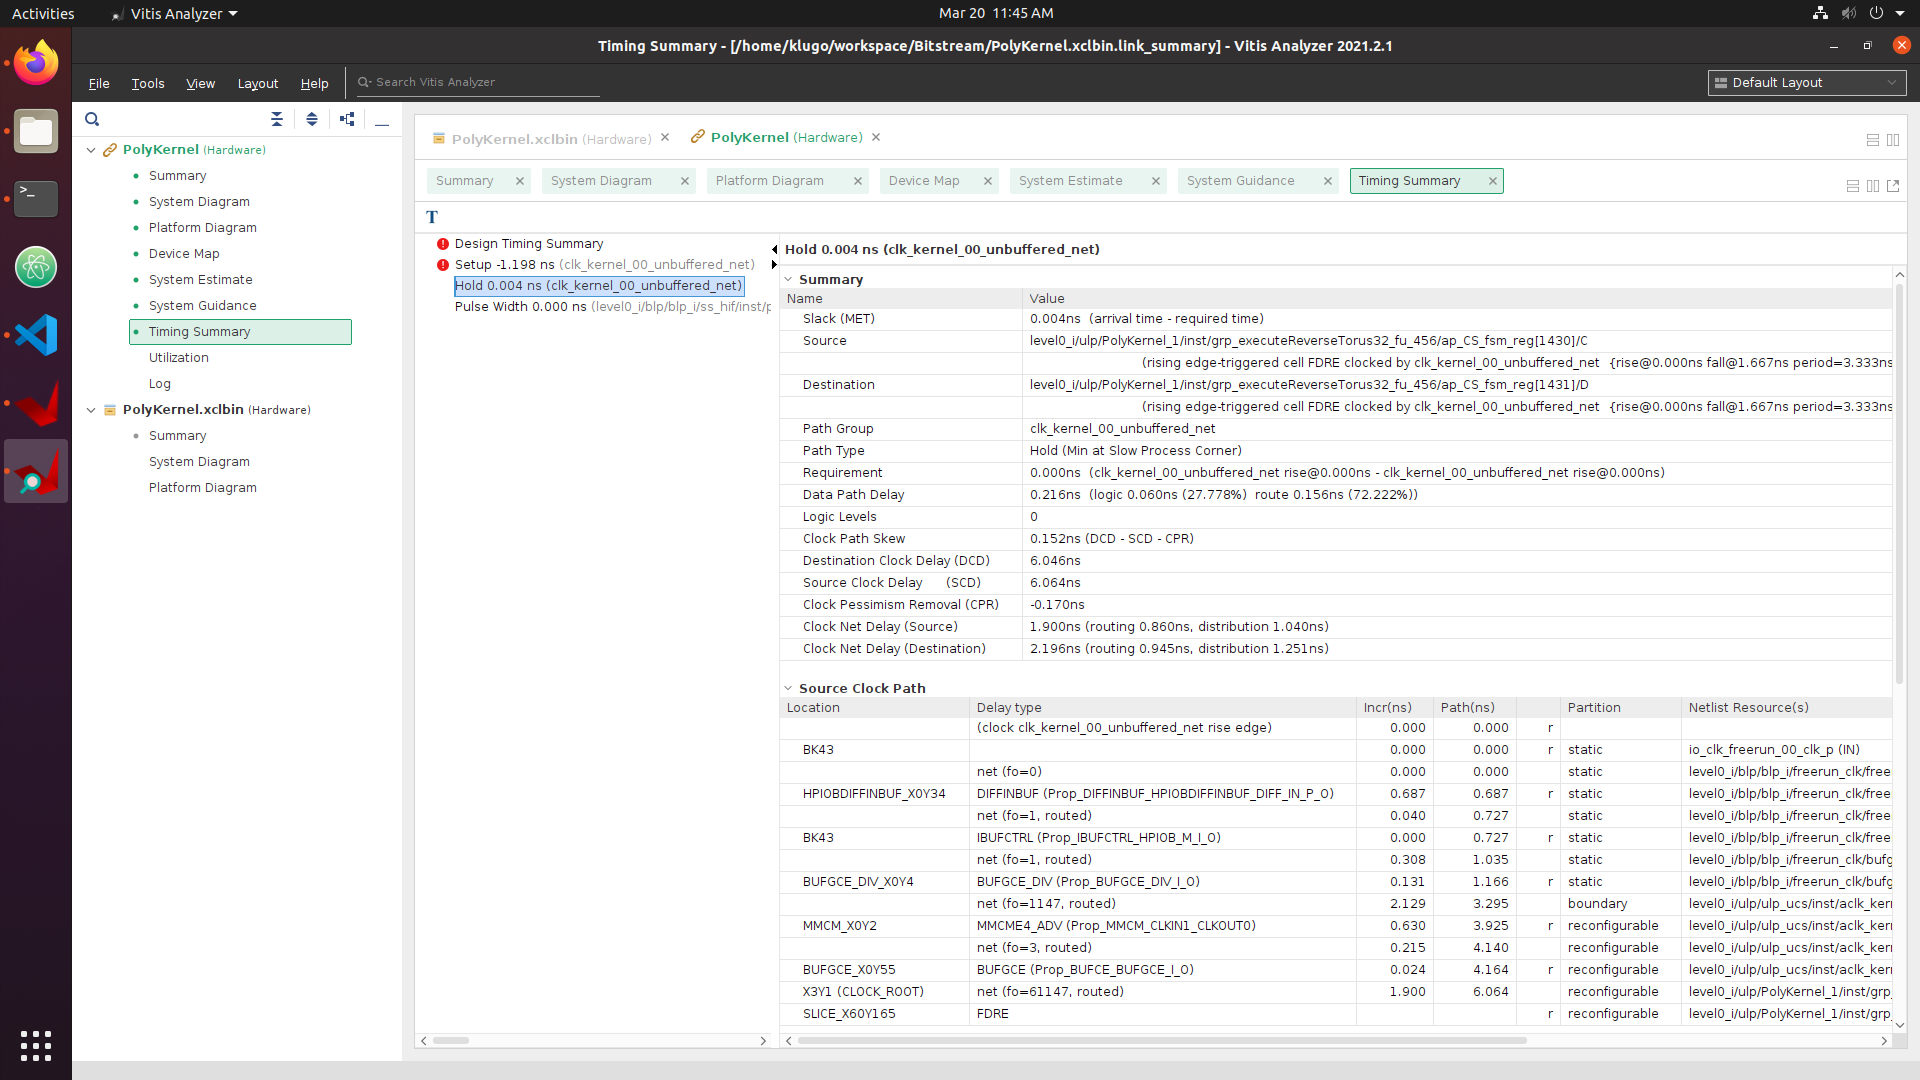 Activities
Vitis Analyzer
Mar 20 11:45 AM
Timing Summary - [/home/klugo/workspace/Bitstream/PolyKernel.xclbin.link_summary] - Vitis Analyzer 2021.2.1
File Tools View Layout Help
Search Vitis Analyzer
Default Layout
PolyKernel (Hardware)
Summary
System Diagram
Platform Diagram
Device Map
System Estimate
System Guidance
Timing Summary
Utilization
Log
PolyKernel.xclbin (Hardware)
Summary
System Diagram
Platform Diagram
PolyKernel.xclbin (Hardware)
PolyKernel (Hardware)
Summary
System Diagram
Platform Diagram
Device Map
System Estimate
System Guidance
Timing Summary
T
Design Timing Summary
Setup -1.198 ns (clk_kernel_00_unbuffered_net)
Hold 0.004 ns (clk_kernel_00_unbuffered_net)
Pulse Width 0.000 ns (level0_i/blp/blp_i/ss_hif/inst/p
Hold 0.004 ns (clk_kernel_00_unbuffered_net)
Summary
Name Value
Slack (MET) 0.004ns (arrival time - required time)
Source level0_i/ulp/PolyKernel_1/inst/grp_executeReverseTorus32_fu_456/ap_CS_fsm_reg[1430]/C
(rising edge-triggered cell FDRE clocked by clk_kernel_00_unbuffered_net {rise@0.000ns fall@1.667ns period=3.333ns
Destination level0_i/ulp/PolyKernel_1/inst/grp_executeReverseTorus32_fu_456/ap_CS_fsm_reg[1431]/D
(rising edge-triggered cell FDRE clocked by clk_kernel_00_unbuffered_net {rise@0.000ns fall@1.667ns period=3.333ns
Path Group clk_kernel_00_unbuffered_net
Path Type Hold (Min at Slow Process Corner)
Requirement 0.000ns (clk_kernel_00_unbuffered_net rise@0.000ns - clk_kernel_00_unbuffered_net rise@0.000ns)
Data Path Delay 0.216ns (logic 0.060ns (27.778%) route 0.156ns (72.222%))
Logic Levels 0
Clock Path Skew 0.152ns (DCD - SCD - CPR)
Destination Clock Delay (DCD) 6.046ns
Source Clock Delay (SCD) 6.064ns
Clock Pessimism Removal (CPR) -0.170ns
Clock Net Delay (Source) 1.900ns (routing 0.860ns, distribution 1.040ns)
Clock Net Delay (Destination) 2.196ns (routing 0.945ns, distribution 1.251ns)
Source Clock Path
Location Delay type Incr(ns) Path(ns) Partition Netlist Resource(s)
(clock clk_kernel_00_unbuffered_net rise edge) 0.000 0.000 r
BK43 0.000 0.000 r static io_clk_freerun_00_clk_p (IN)
net (fo=0) 0.000 0.000 static level0_i/blp/blp_i/freerun_clk/free
HPIOBDIFFINBUF_X0Y34 DIFFINBUF (Prop_DIFFINBUF_HPIOBDIFFINBUF_DIFF_IN_P_O) 0.687 0.687 r static level0_i/blp/blp_i/freerun_clk/free
net (fo=1, routed) 0.040 0.727 static level0_i/blp/blp_i/freerun_clk/free
BK43 IBUFCTRL (Prop_IBUFCTRL_HPIOB_M_I_O) 0.000 0.727 r static level0_i/blp/blp_i/freerun_clk/free
net (fo=1, routed) 0.308 1.035 static level0_i/blp/blp_i/freerun_clk/bufg
BUFGCE_DIV_X0Y4 BUFGCE_DIV (Prop_BUFGCE_DIV_I_O) 0.131 1.166 r static level0_i/blp/blp_i/freerun_clk/bufg
net (fo=1147, routed) 2.129 3.295 boundary level0_i/ulp/ulp_ucs/inst/aclk_kern
MMCM_X0Y2 MMCME4_ADV (Prop_MMCM_CLKIN1_CLKOUT0) 0.630 3.925 r reconfigurable level0_i/ulp/ulp_ucs/inst/aclk_kern
net (fo=3, routed) 0.215 4.140 reconfigurable level0_i/ulp/ulp_ucs/inst/aclk_kern
BUFGCE_X0Y55 BUFGCE (Prop_BUFCE_BUFGCE_I_O) 0.024 4.164 r reconfigurable level0_i/ulp/ulp_ucs/inst/aclk_kern
X3Y1 (CLOCK_ROOT) net (fo=61147, routed) 1.900 6.064 reconfigurable level0_i/ulp/PolyKernel_1/inst/grp_
SLICE_X60Y165 FDRE r reconfigurable level0_i/ulp/PolyKernel_1/inst/grp_